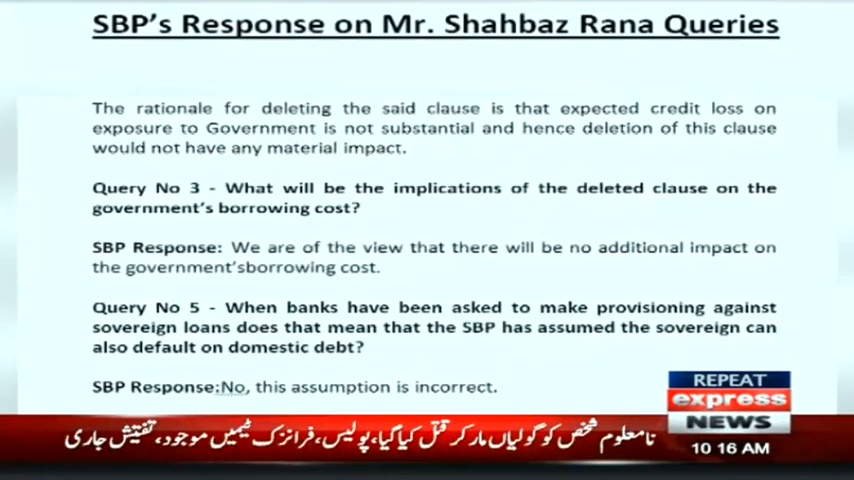 SBP's Response on Mr. Shahbaz Rana Queries
The rationale for deleting the said clause is that expected credit loss on
exposure to Government is not substantial and hence deletion of this clause
would not have any material impact.
Query No 3 - What will be the implications of the deleted clause on the
government's borrowing cost?
SBP Response: We are of the view that there will be no additional impact on
the government'sborrowing cost.
Query No 5 - When banks have been asked to make provisioning against
sovereign loans does that mean that the SBP has assumed the sovereign can
also default on domestic debt?
SBP Response:No, this assumption is incorrect.
REPEAT
express
NEWS
10 16 AM
نامعلوم شخص کو گولیاں مار کر قتل کیا گیا، پولیس، فرانزک ٹیمیں موجود، تفتیش جاری